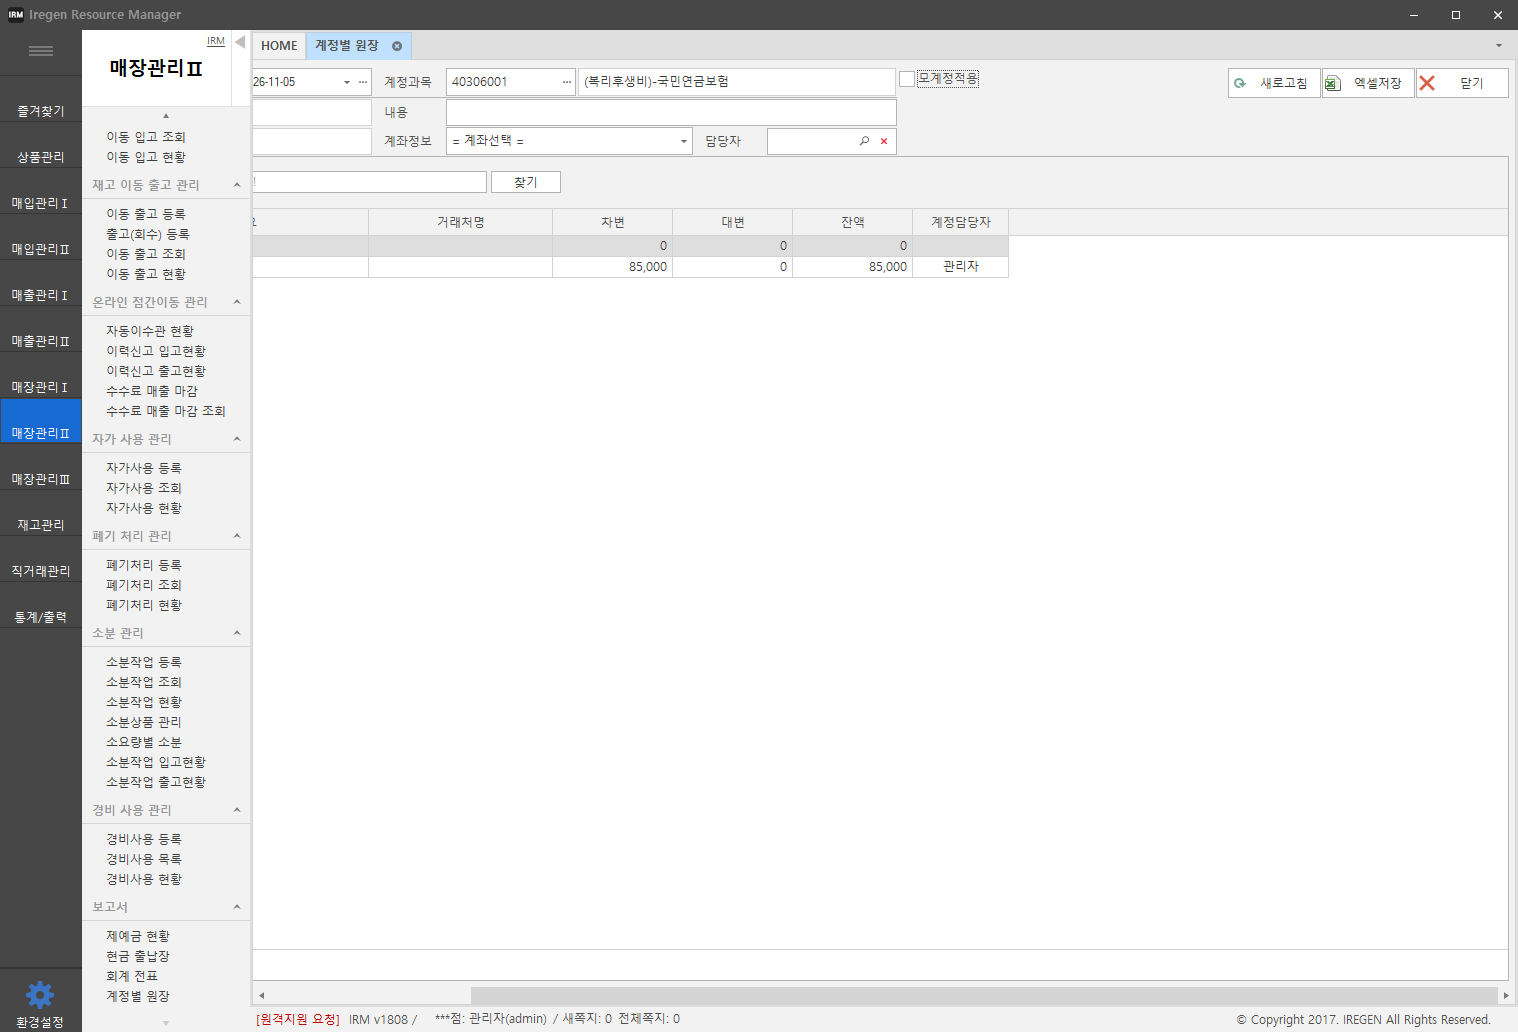 IRM Iregen Resource Manager
즐겨찾기
상품관리
매입관리Ⅰ
매입관리Ⅱ
매출관리Ⅰ
매출관리Ⅱ
매장관리Ⅰ
매장관리Ⅱ
매장관리Ⅲ
재고관리
직거래관리
통계/출력
환경설정
IRM
매장관리Ⅱ
이동 입고 조회
이동 입고 현황
재고 이동 출고 관리
이동 출고 등록
출고(회수) 등록
이동 출고 조회
이동 출고 현황
온라인 점간이동 관리
자동이수관 현황
이력신고 입고현황
이력신고 출고현황
수수료 매출 마감
수수료 매출 마감 조회
자가 사용 관리
자가사용 등록
자가사용 조회
자가사용 현황
폐기 처리 관리
폐기처리 등록
폐기처리 조회
폐기처리 현황
소분 관리
소분작업 등록
소분작업 조회
소분작업 현황
소분상품 관리
소요량별 소분
소분작업 입고현황
소분작업 출고현황
경비 사용 관리
경비사용 등록
경비사용 목록
경비사용 현황
보고서
제예금 현황
현금 출납장
회계 전표
계정별 원장
HOME 계정별 원장
26-11-05 계정과목 40306001 (복리후생비)-국민연금보험 모계정적용 새로고침 엑셀저장 닫기
내용
계좌정보 = 계좌선택 = 담당자
찾기
요 거래처명 차변 대변 잔액 계정담당자
0 0 0
85,000 0 85,000 관리자
[원격지원 요청] IRM v1808 / ***점: 관리자(admin) / 새쪽지: 0 전체쪽지: 0 © Copyright 2017. IREGEN All Rights Reserved.